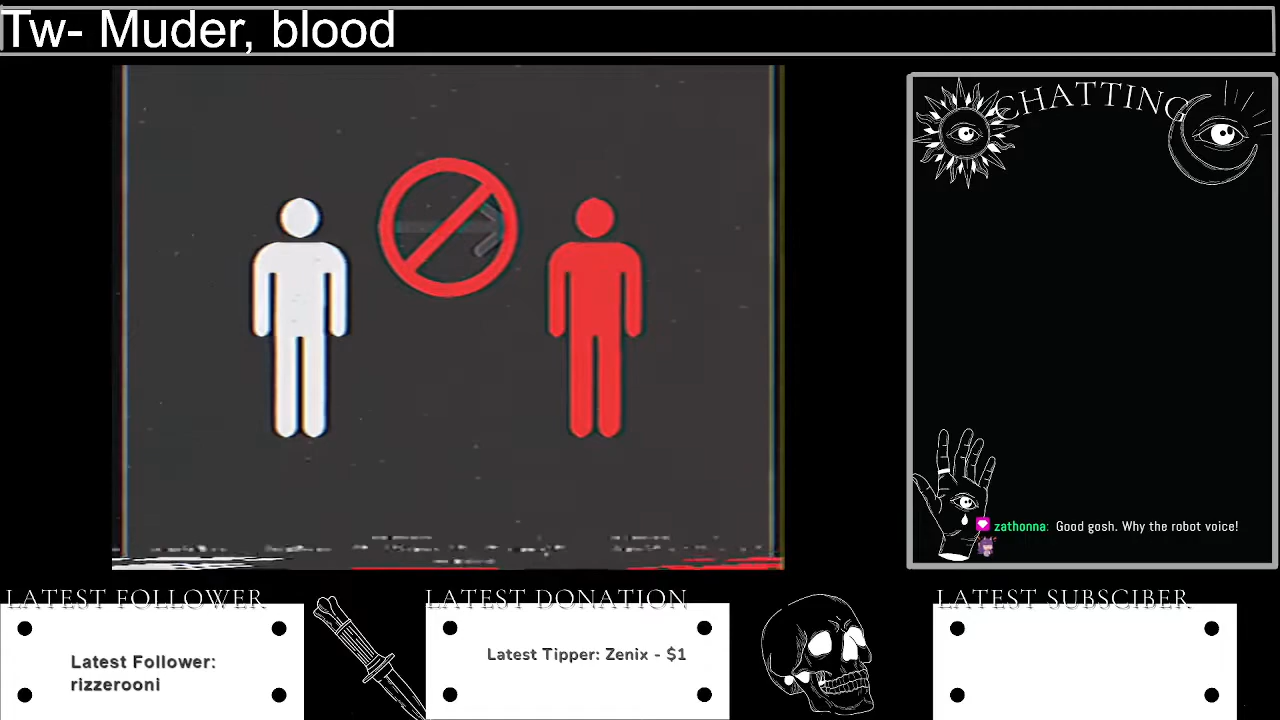 Tw- Muder, blood
CHATTING
zathonna: Good gosh. Why the robot voice!
LATEST FOLLOWER
LATEST DONATION
LATEST SUBSCIBER
Latest Follower:
rizzerooni
Latest Tipper: Zenix - $1